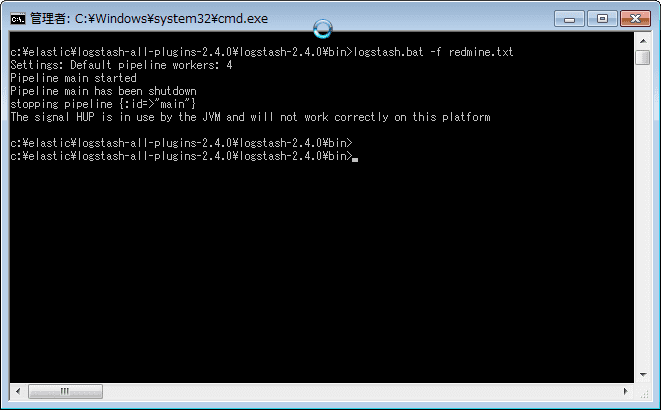 管理者: C:¥Windows¥system32¥cmd.exe
c:¥elastic¥logstash-all-plugins-2.4.0¥logstash-2.4.0¥bin>logstash.bat -f redmine.txt
Settings: Default pipeline workers: 4
Pipeline main started
Pipeline main has been shutdown
stopping pipeline {:id=>"main"}
The signal HUP is in use by the JVM and will not work correctly on this platform
c:¥elastic¥logstash-all-plugins-2.4.0¥logstash-2.4.0¥bin>
c:¥elastic¥logstash-all-plugins-2.4.0¥logstash-2.4.0¥bin>